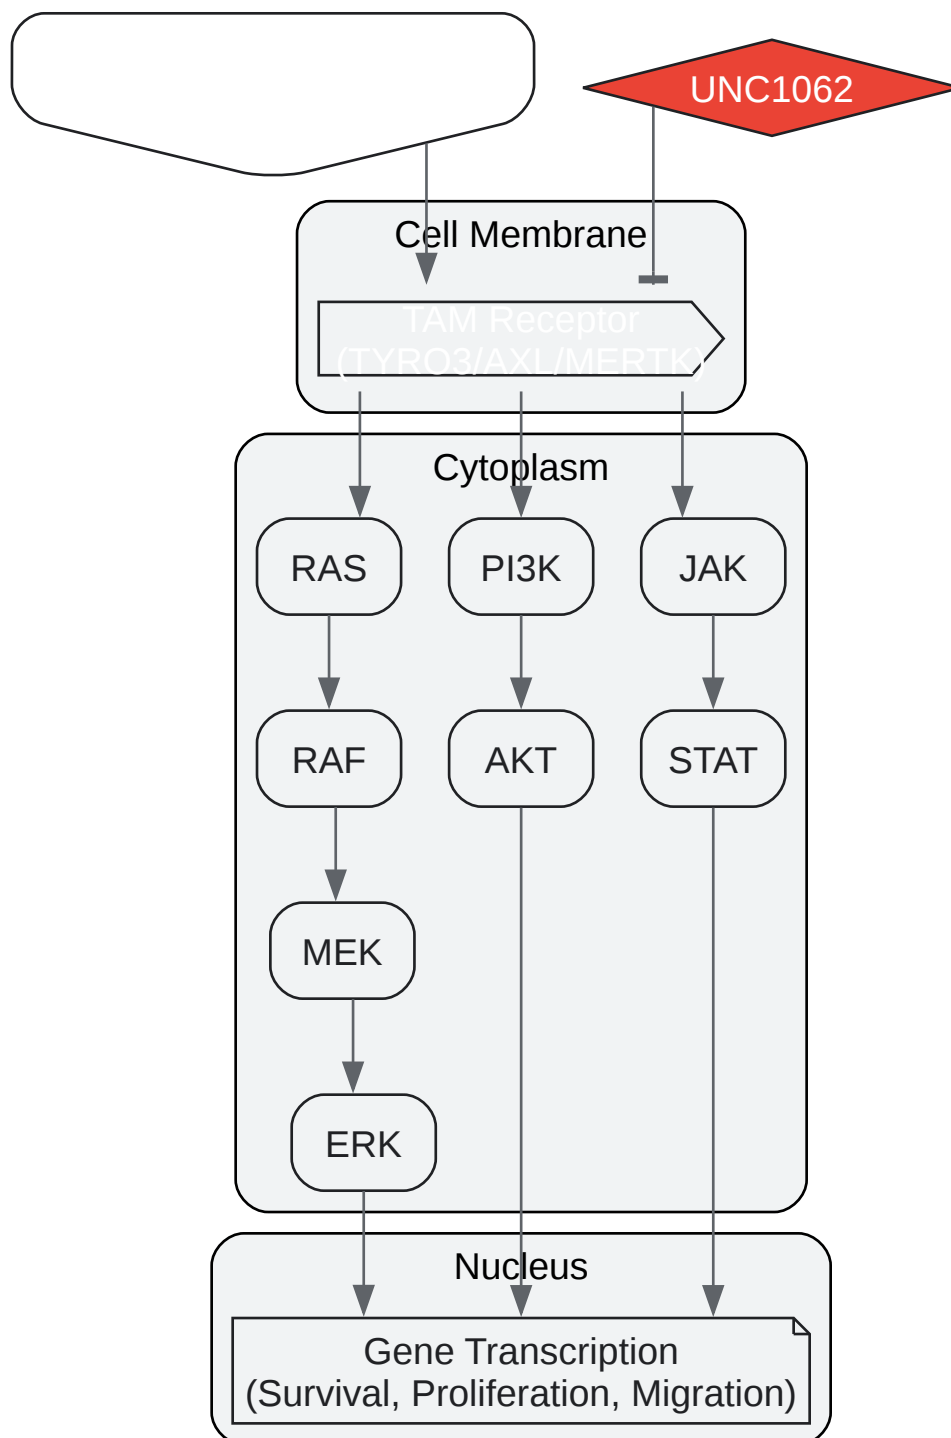 UNC1062
Cell Membrane
TAM Receptor
(TYRO3/AXL/MERTK)
Cytoplasm
RAS
PI3K
JAK
RAF
AKT
STAT
MEK
ERK
Nucleus
Gene Transcription
(Survival, Proliferation, Migration)